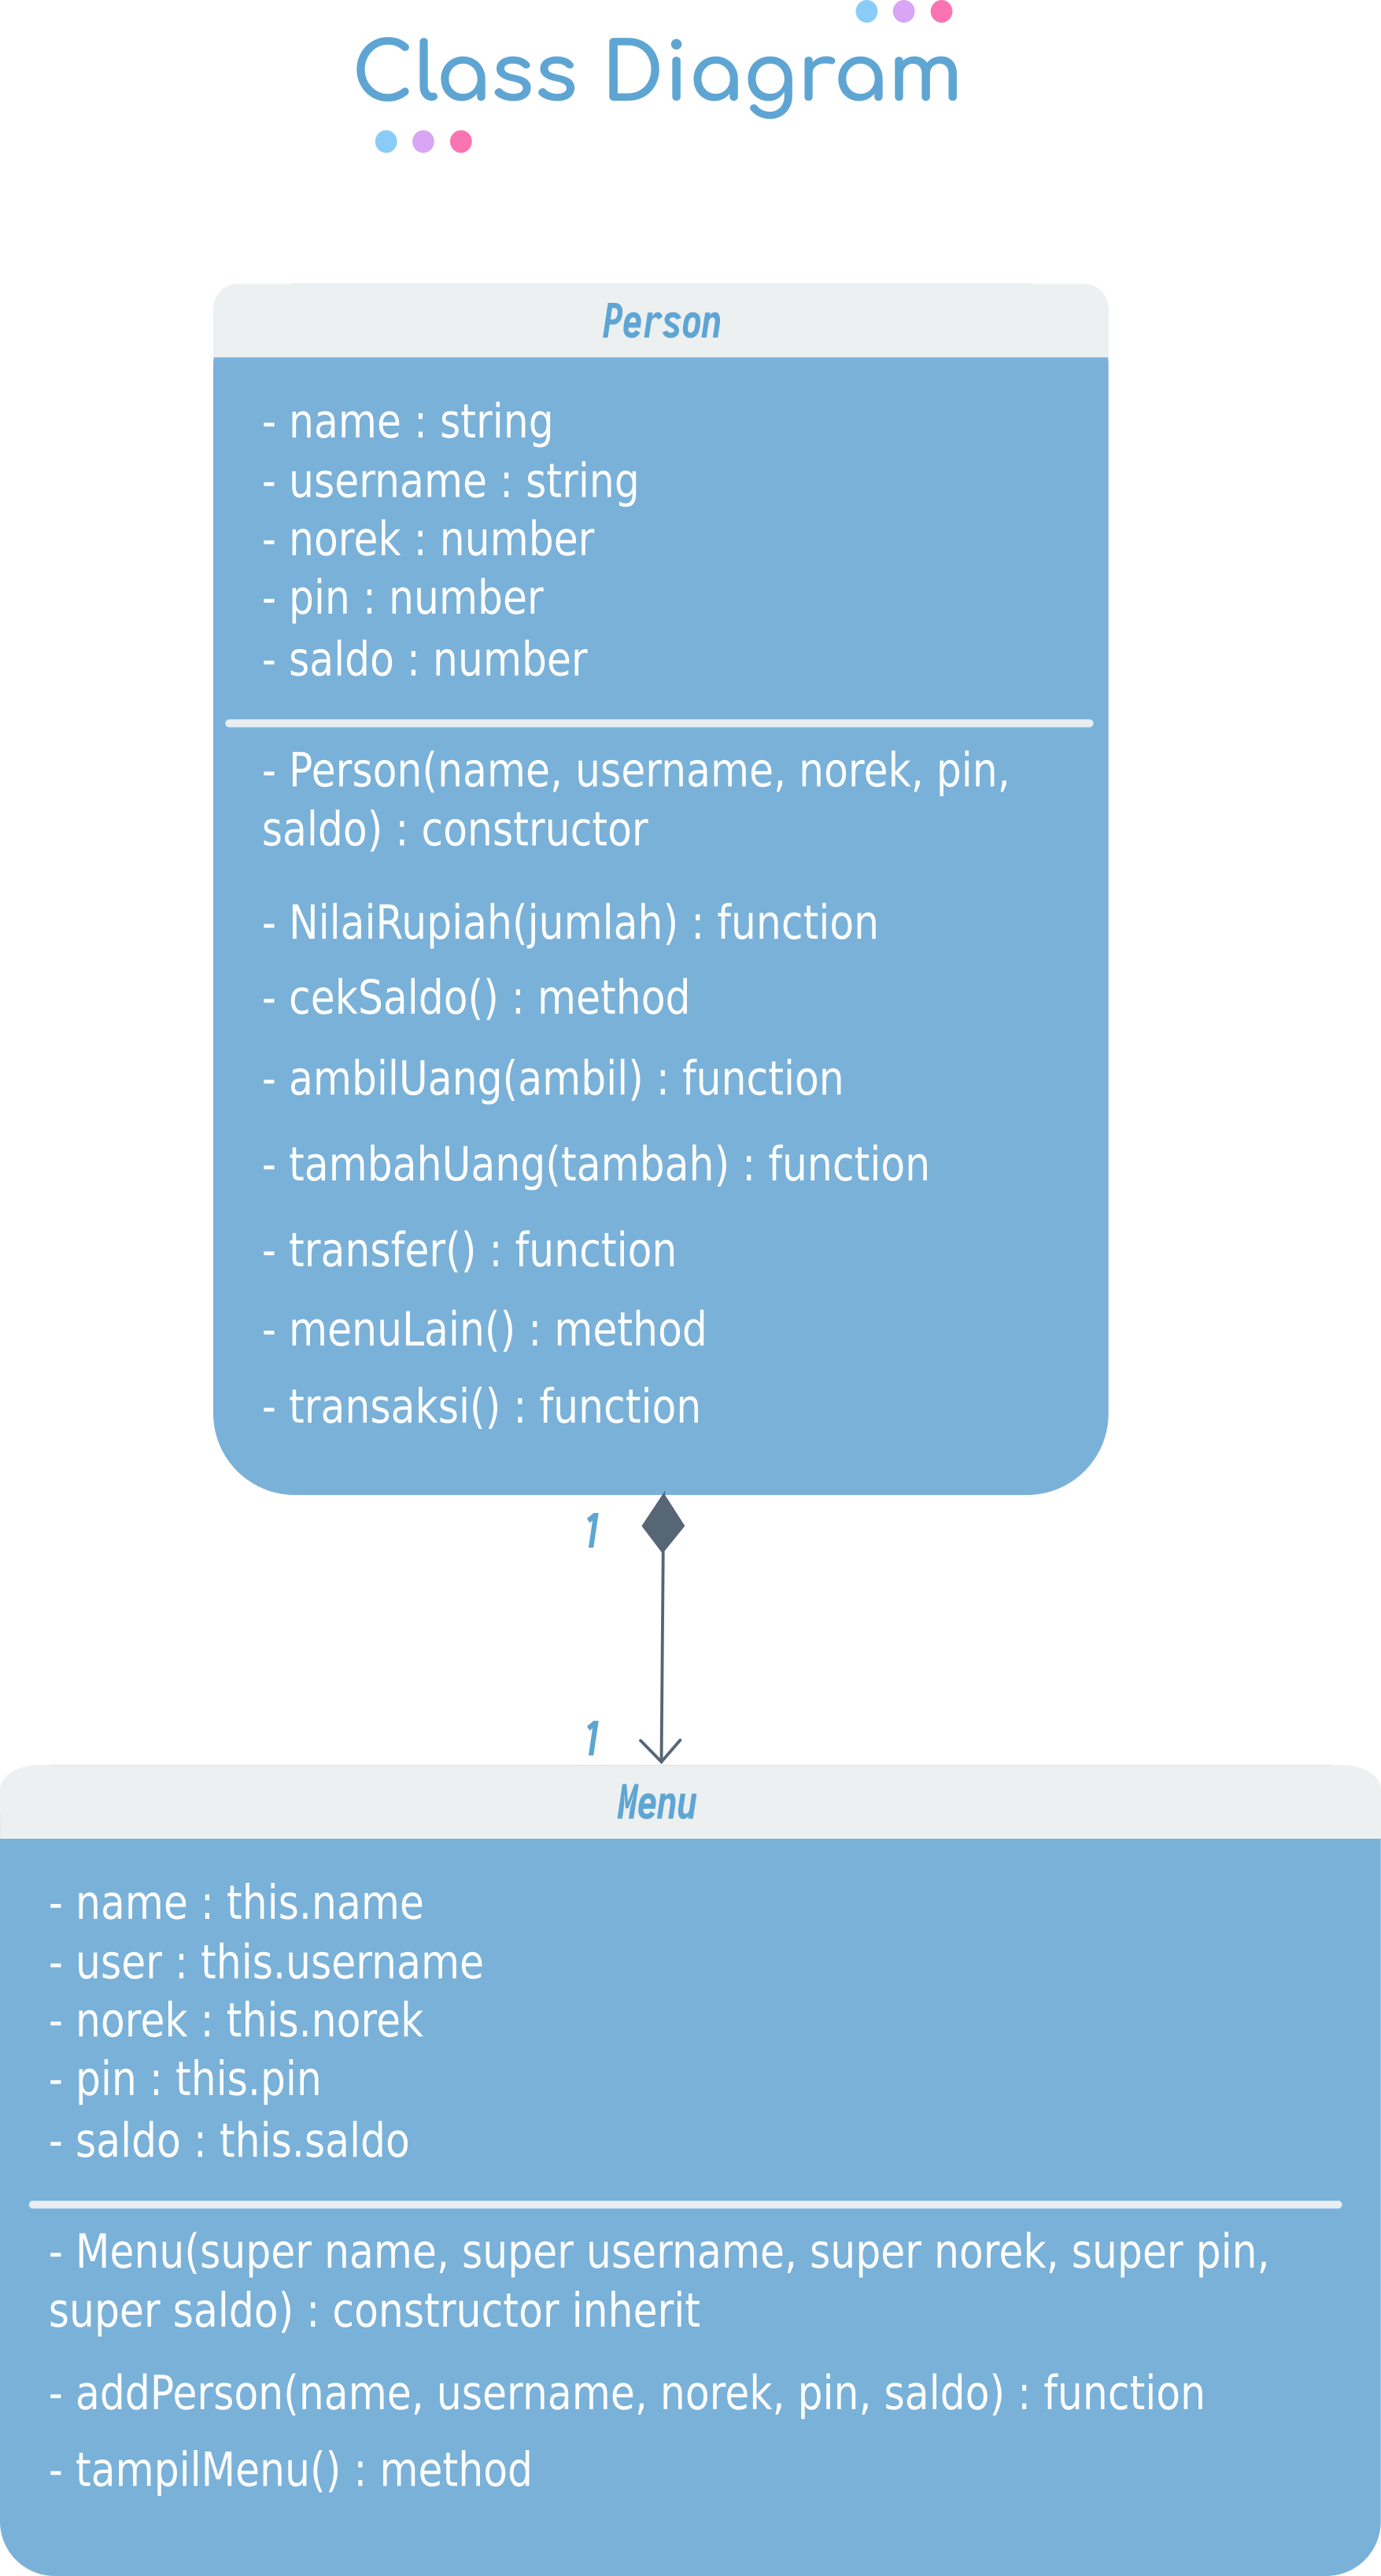 Class Diagram
Person
- name : string
- username : string
- norek : number
- pin : number
- saldo : number
- Person(name, username, norek, pin,
saldo) : constructor
- NilaiRupiah(jumlah) : function
- cekSaldo() : method
- ambilUang(ambil) : function
- tambahUang(tambah) : function
- transfer() : function
- menuLain() : method
- transaksi() : function
1
1
Menu
- name : this.name
- user : this.username
- norek : this.norek
- pin : this.pin
- saldo : this.saldo
- Menu(super name, super username, super norek, super pin,
super saldo) : constructor inherit
- addPerson(name, username, norek, pin, saldo) : function
- tampilMenu() : method